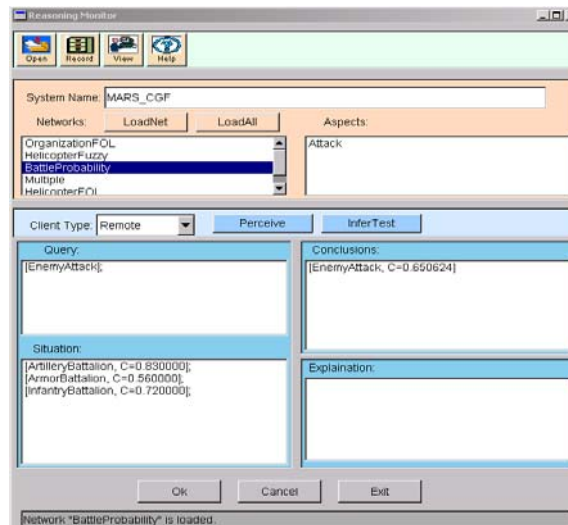 Reasoning Monitor
Open Record View Help
System Name: MARS_CGF
Networks: LoadNet LoadAll Aspects:
OrganizationFOL
HelicopterFuzzy
BattleProbability
Multiple
HelicopterFOL
Attack
Client Type: Remote Perceive InferTest
Query:
[EnemyAttack];
Conclusions:
[EnemyAttack, C=0.650624]
Situation:
[ArtilleryBattalion, C=0.830000];
[ArmorBattalion, C=0.560000];
[InfantryBattalion, C=0.720000];
Explaination:
Ok Cancel Exit
Network "BattleProbability" is loaded.